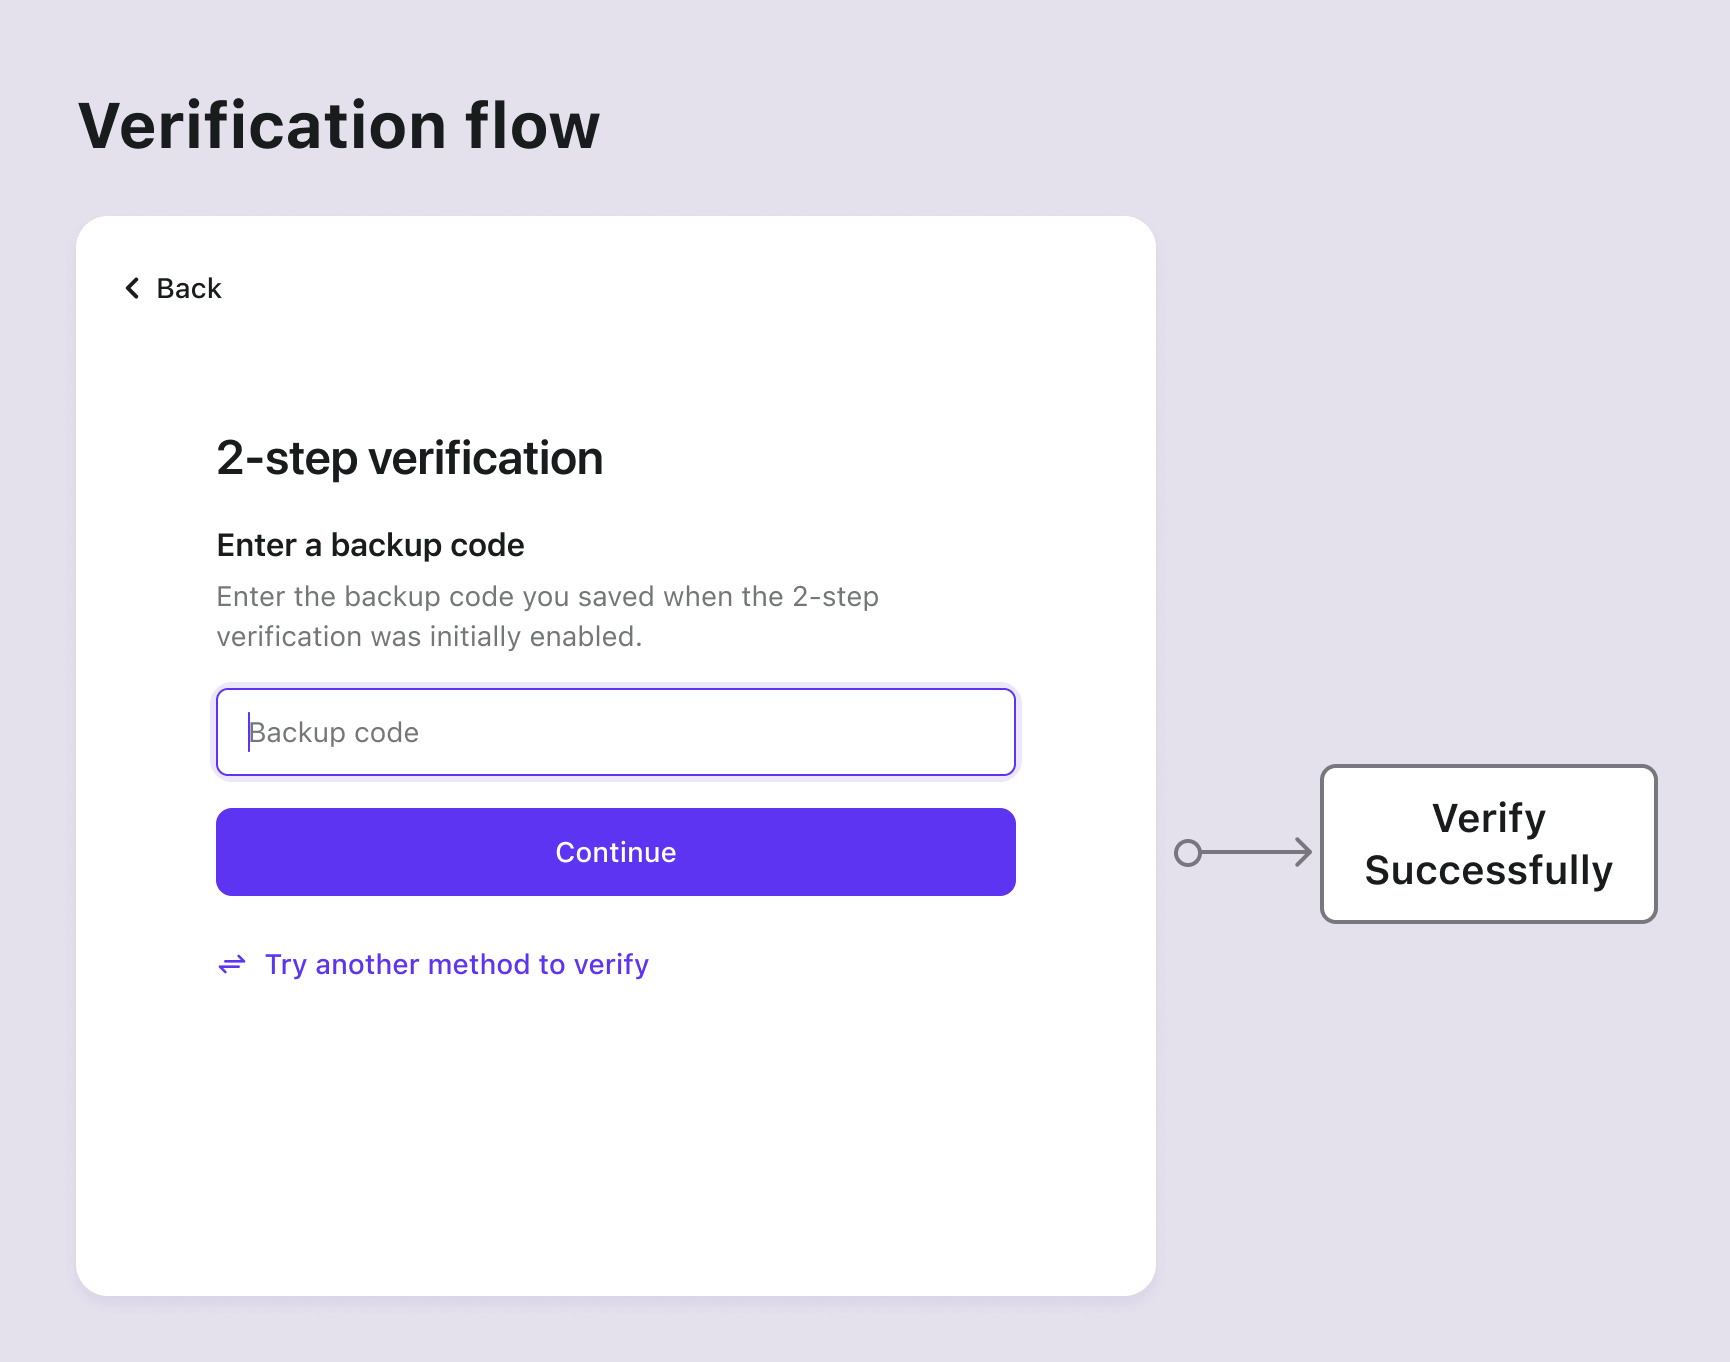 Verification flow
Back
2-step verification
Enter a backup code
Enter the backup code you saved when the 2-step
verification was initially enabled.
Backup code
Continue
Try another method to verify
Verify
Successfully